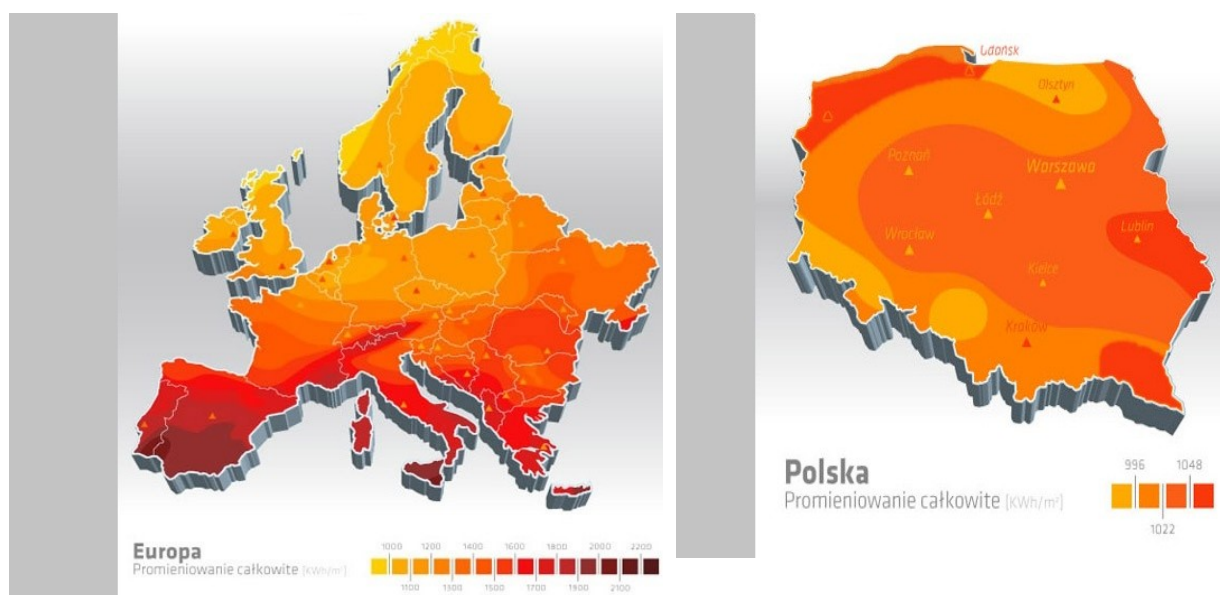 Gdańsk
Olsztyn
Poznań
Warszawa
Łódź
Wrocław
Lublin
Kielce
Kraków
Europa
Promieniowanie całkowite [KWh/m²]
1000 1200 1400 1600 1800 2000 2200
1100 1300 1500 1700 1900 2100
Polska
Promieniowanie całkowite [KWh/m²]
996 1048
1022